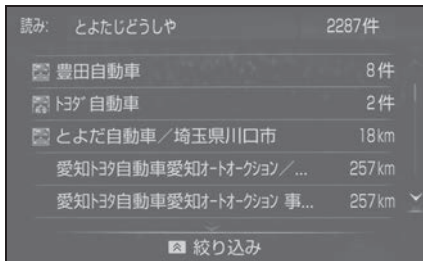 読み: とよたじどうしや 2287件
豊田自動車 8件
ﾄﾖﾀﾞ自動車 2件
とよだ自動車／埼玉県川口市 18km
愛知ﾄﾖﾀ自動車愛知ｵｰﾄｵｰｸｼｮﾝ／... 257km
愛知ﾄﾖﾀ自動車愛知ｵｰﾄｵｰｸｼｮﾝ 事... 257km
絞り込み